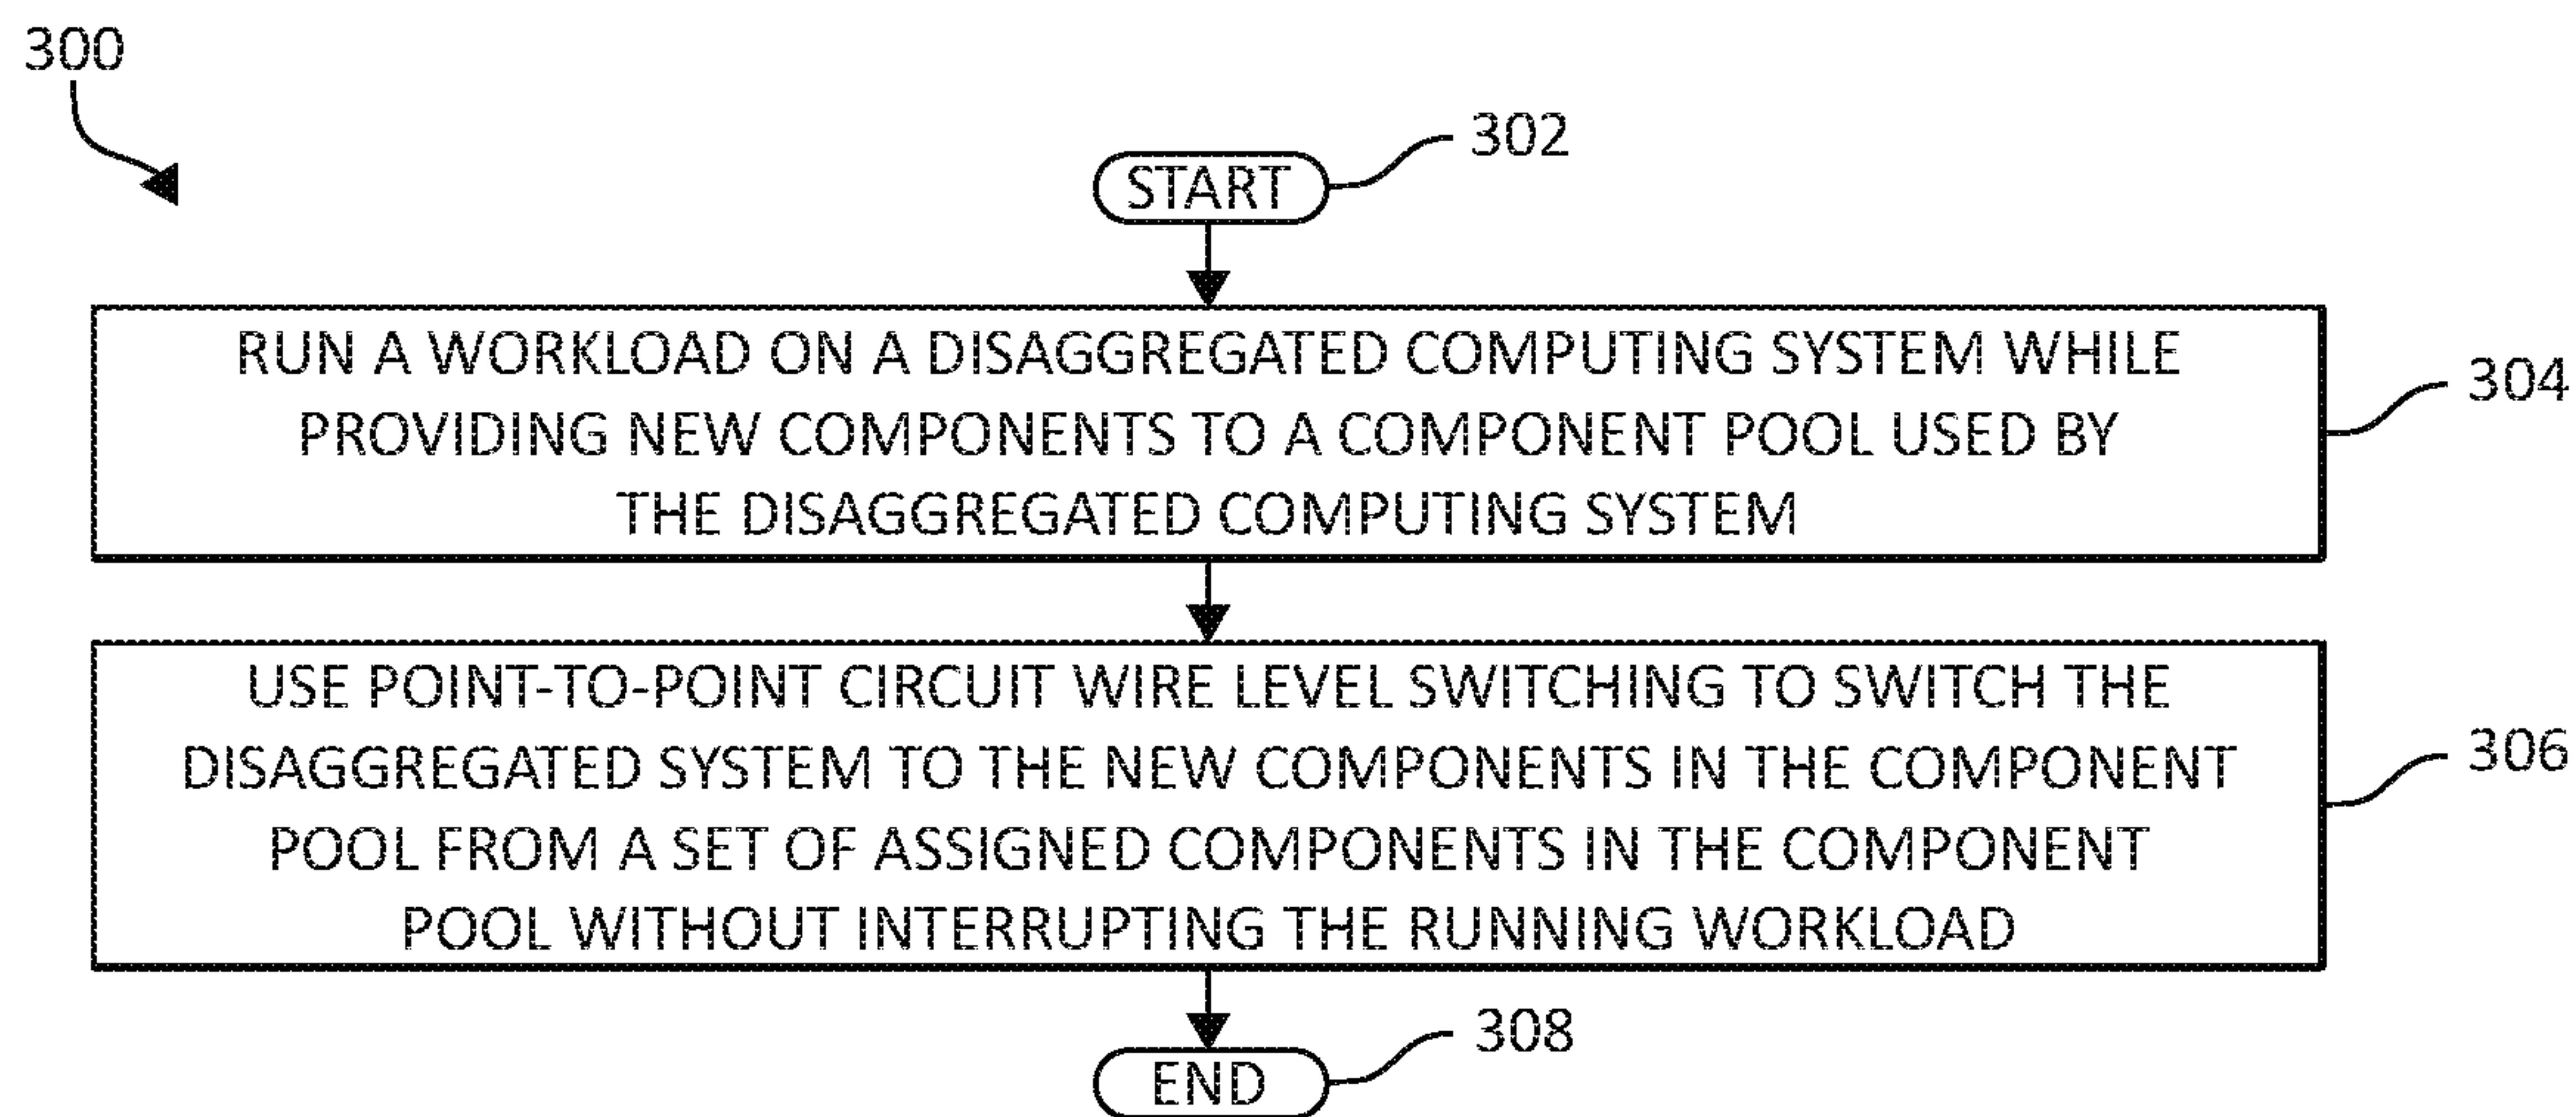 300
302
START
RUN A WORKLOAD ON A DISAGGREGATED COMPUTING SYSTEM WHILE
PROVIDING NEW COMPONENTS TO A COMPONENT POOL USED BY
THE DISAGGREGATED COMPUTING SYSTEM
304
USE POINT-TO-POINT CIRCUIT WIRE LEVEL SWITCHING TO SWITCH THE
DISAGGREGATED SYSTEM TO THE NEW COMPONENTS IN THE COMPONENT
POOL FROM A SET OF ASSIGNED COMPONENTS IN THE COMPONENT
POOL WITHOUT INTERRUPTING THE RUNNING WORKLOAD
306
308
END